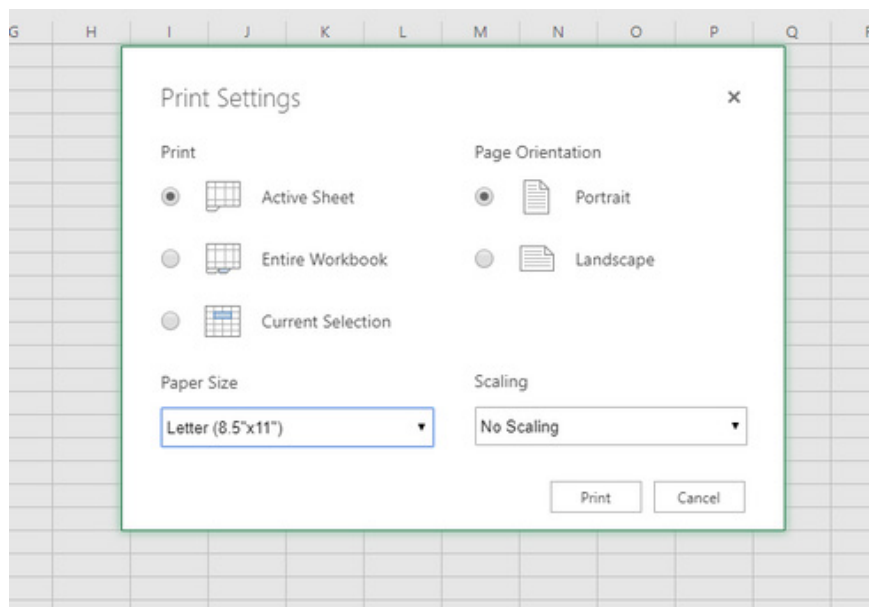 G H I J K L M N O P Q
Print Settings
Print
Active Sheet
Entire Workbook
Current Selection
Page Orientation
Portrait
Landscape
Paper Size
Letter (8.5"x11")
Scaling
No Scaling
Print
Cancel